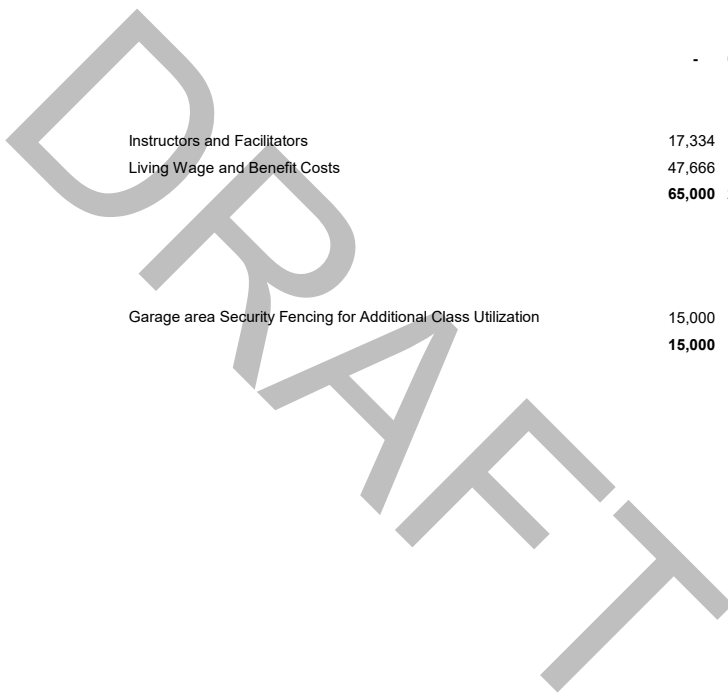 -
Instructors and Facilitators 17,334
Living Wage and Benefit Costs 47,666
65,000
Garage area Security Fencing for Additional Class Utilization 15,000
15,000
DRAFT